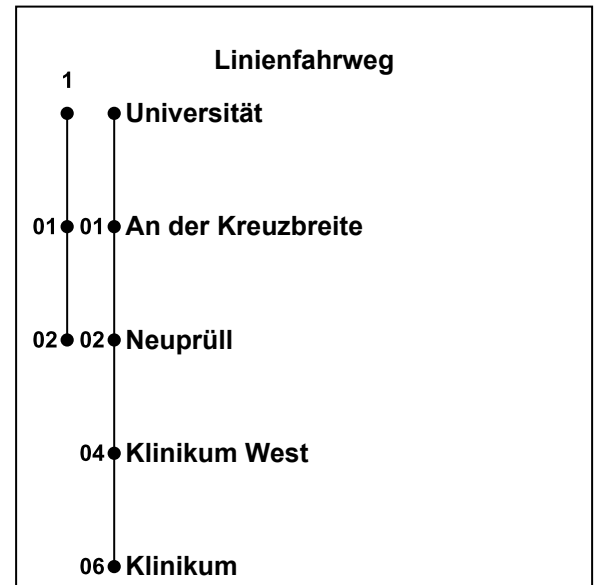 Linienfahrweg
1
Universität
01 01 An der Kreuzbreite
02 02 Neuprüll
04 Klinikum West
06 Klinikum